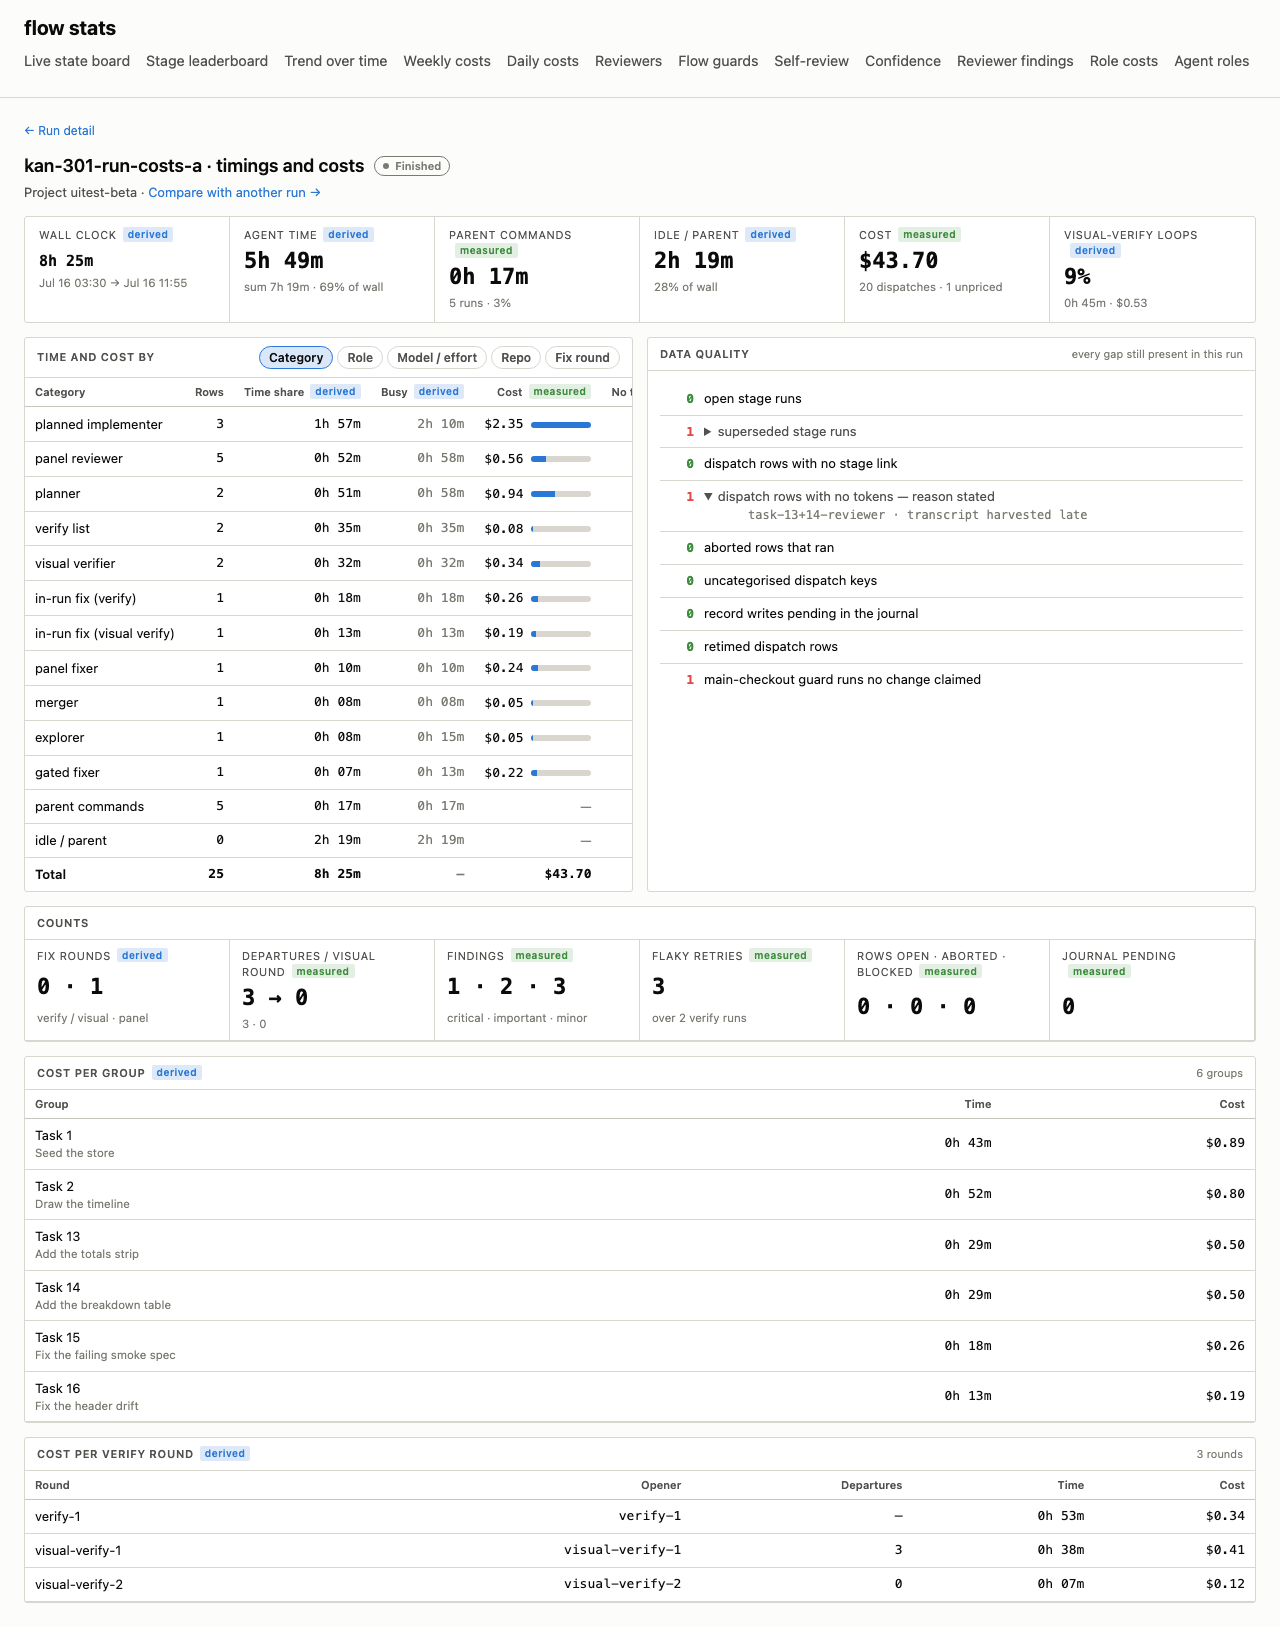 flow stats
Live state board Stage leaderboard Trend over time Weekly costs Daily costs Reviewers Flow guards Self-review Confidence Reviewer findings Role costs Agent roles
← Run detail
kan-301-run-costs-a · timings and costs Finished
Project uitest-beta · Compare with another run →
WALL CLOCK derived
8h 25m
Jul 16 03:30 → Jul 16 11:55
AGENT TIME derived
5h 49m
sum 7h 19m · 69% of wall
PARENT COMMANDS
measured
0h 17m
5 runs · 3%
IDLE / PARENT derived
2h 19m
28% of wall
COST measured
$43.70
20 dispatches · 1 unpriced
VISUAL-VERIFY LOOPS
derived
9%
0h 45m · $0.53
TIME AND COST BY Category Role Model / effort Repo Fix round
Category Rows Time share derived Busy derived Cost measured No t
planned implementer 3 1h 57m 2h 10m $2.35
panel reviewer 5 0h 52m 0h 58m $0.56
planner 2 0h 51m 0h 58m $0.94
verify list 2 0h 35m 0h 35m $0.08
visual verifier 2 0h 32m 0h 32m $0.34
in-run fix (verify) 1 0h 18m 0h 18m $0.26
in-run fix (visual verify) 1 0h 13m 0h 13m $0.19
panel fixer 1 0h 10m 0h 10m $0.24
merger 1 0h 08m 0h 08m $0.05
explorer 1 0h 08m 0h 15m $0.05
gated fixer 1 0h 07m 0h 13m $0.22
parent commands 5 0h 17m 0h 17m —
idle / parent 0 2h 19m 2h 19m —
Total 25 8h 25m — $43.70
DATA QUALITY every gap still present in this run
0 open stage runs
1 ▶ superseded stage runs
0 dispatch rows with no stage link
1 ▼ dispatch rows with no tokens — reason stated
task-13+14-reviewer · transcript harvested late
0 aborted rows that ran
0 uncategorised dispatch keys
0 record writes pending in the journal
0 retimed dispatch rows
1 main-checkout guard runs no change claimed
COUNTS
FIX ROUNDS derived
0 · 1
verify / visual · panel
DEPARTURES / VISUAL
ROUND measured
3 → 0
3 · 0
FINDINGS measured
1 · 2 · 3
critical · important · minor
FLAKY RETRIES measured
3
over 2 verify runs
ROWS OPEN · ABORTED ·
BLOCKED measured
0 · 0 · 0
JOURNAL PENDING
measured
0
COST PER GROUP derived 6 groups
Group Time Cost
Task 1
Seed the store
0h 43m $0.89
Task 2
Draw the timeline
0h 52m $0.80
Task 13
Add the totals strip
0h 29m $0.50
Task 14
Add the breakdown table
0h 29m $0.50
Task 15
Fix the failing smoke spec
0h 18m $0.26
Task 16
Fix the header drift
0h 13m $0.19
COST PER VERIFY ROUND derived 3 rounds
Round Opener Departures Time Cost
verify-1 verify-1 — 0h 53m $0.34
visual-verify-1 visual-verify-1 3 0h 38m $0.41
visual-verify-2 visual-verify-2 0 0h 07m $0.12